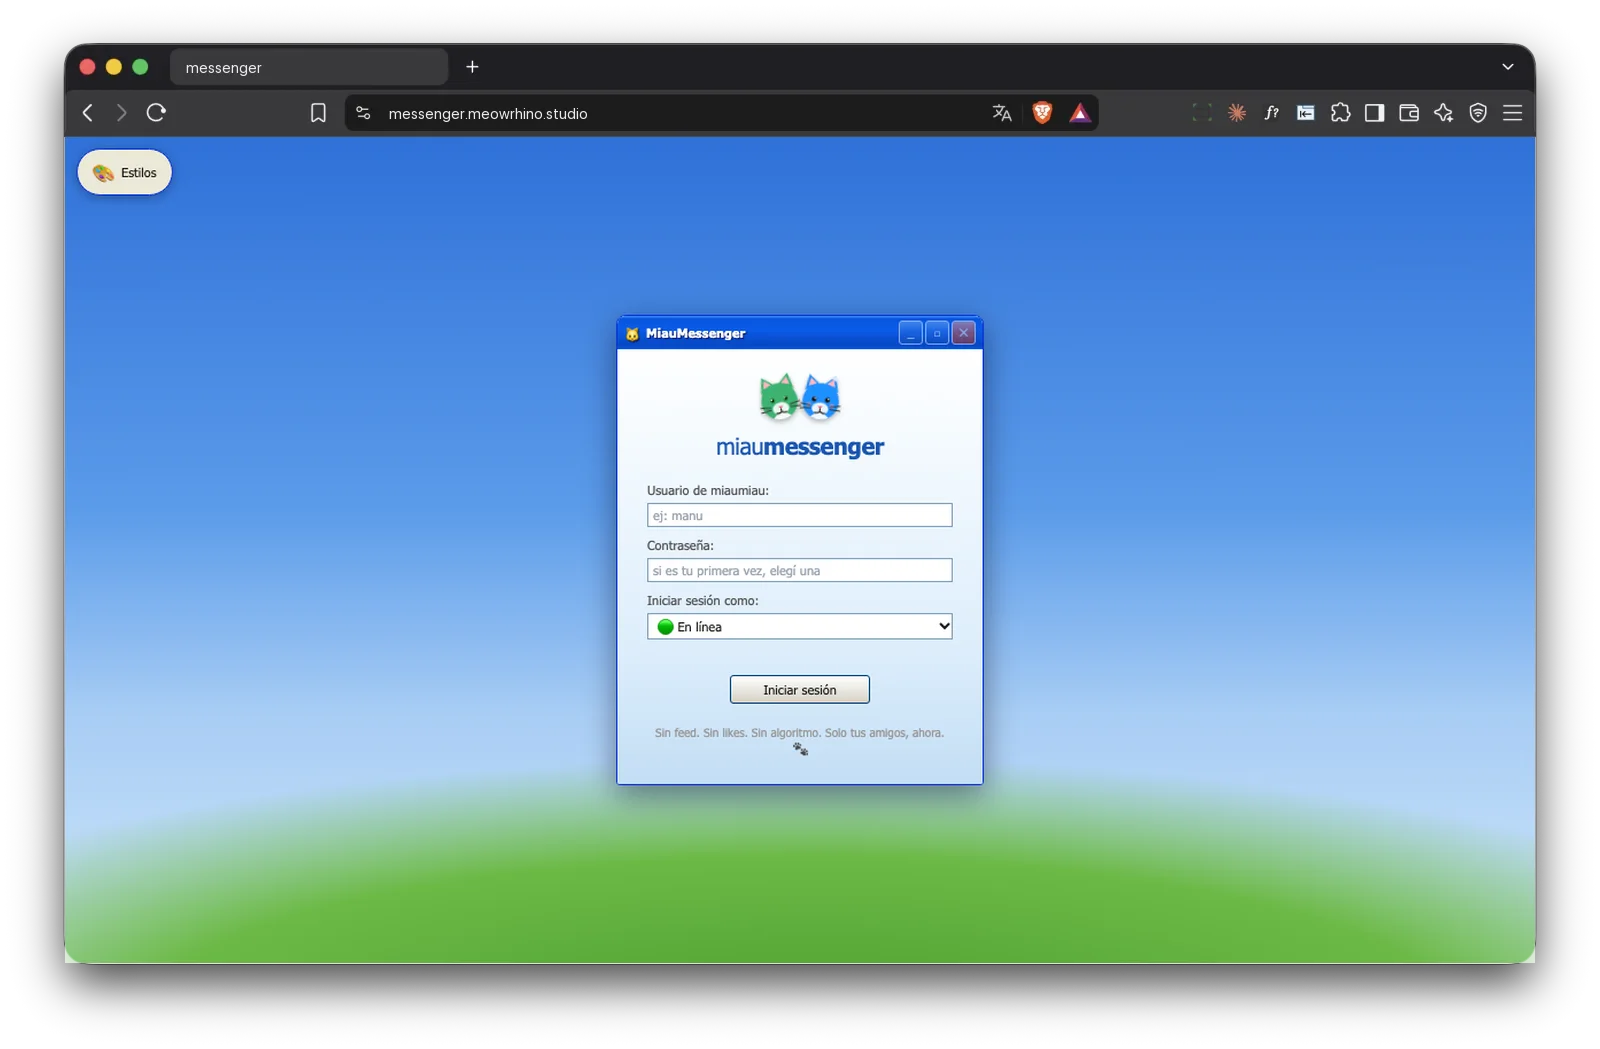 messenger
messenger.meowrhino.studio
f?
Estilos
MiauMessenger
miaumessenger
Usuario de miaumiau:
ej: manu
Contraseña:
si es tu primera vez, elegí una
Iniciar sesión como:
En línea
Iniciar sesión
Sin feed. Sin likes. Sin algoritmo. Solo tus amigos, ahora.